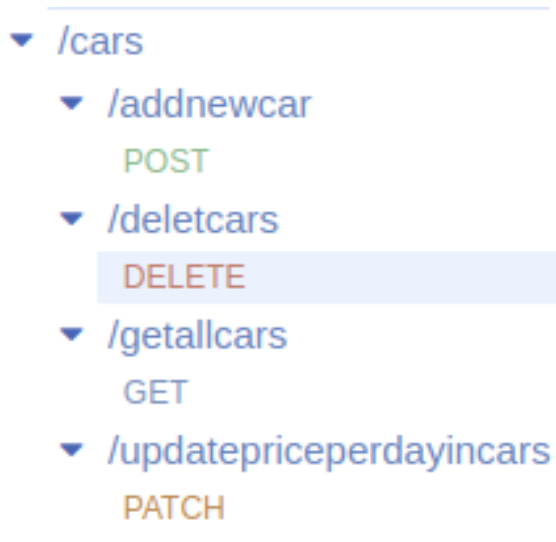 /cars
/addnewcar
POST
/deletcars
DELETE
/getallcars
GET
/updatepriceperdayincars
PATCH